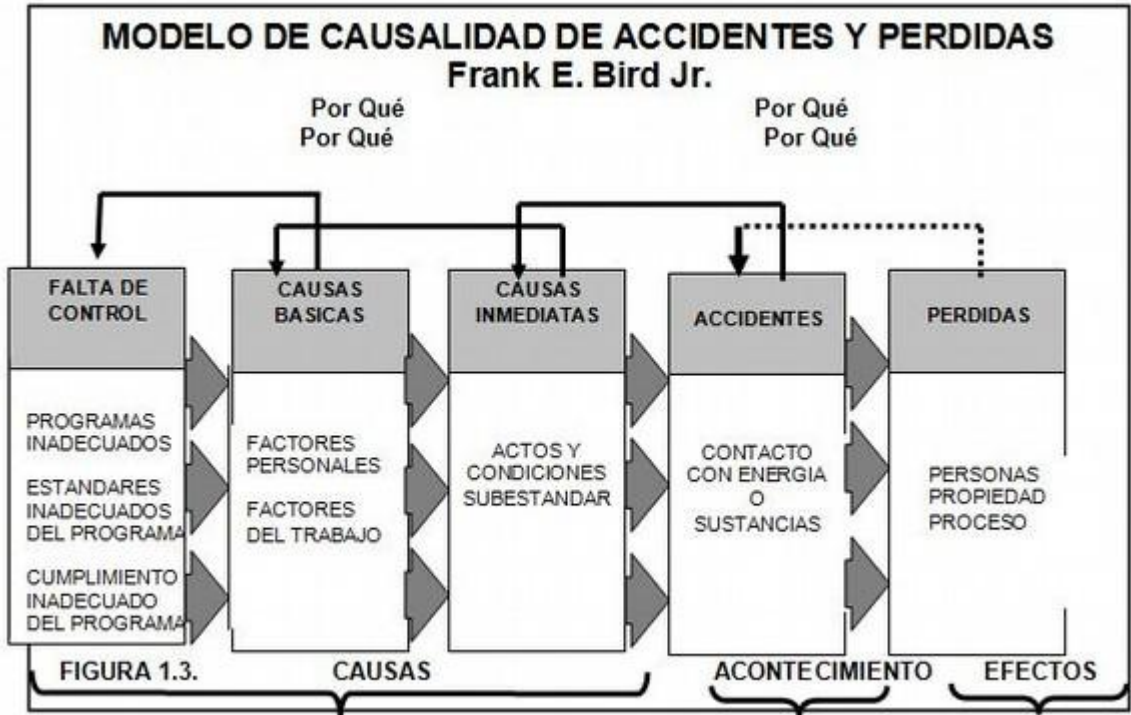 MODELO DE CAUSALIDAD DE ACCIDENTES Y PERDIDAS
Frank E. Bird Jr.
Por Qué
Por Qué
Por Qué
Por Qué
FALTA DE
CONTROL
PROGRAMAS
INADECUADOS
ESTANDARES
INADECUADOS
DEL PROGRAMA
CUMPLIMIENTO
INADECUADO
DEL PROGRAMA
CAUSAS
BASICAS
FACTORES
PERSONALES
FACTORES
DEL TRABAJO
CAUSAS
INMEDIATAS
ACTOS Y
CONDICIONES
SUBESTANDAR
ACCIDENTES
CONTACTO
CON ENERGIA
O
SUSTANCIAS
PERDIDAS
PERSONAS
PROPIEDAD
PROCESO
FIGURA 1.3.
CAUSAS
ACONTECIMIENTO
EFECTOS